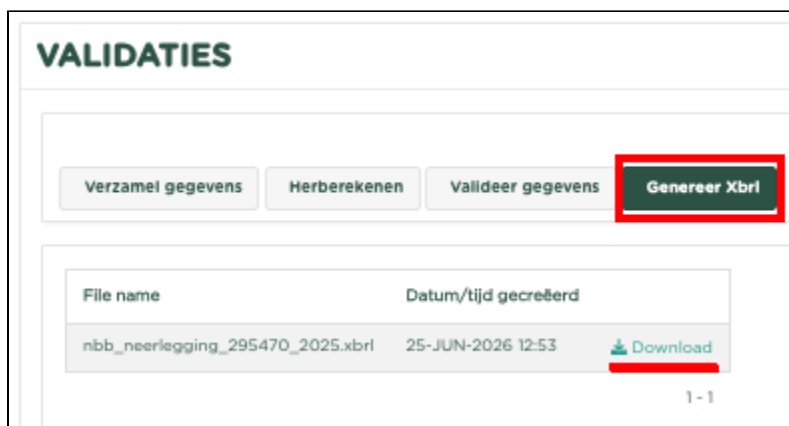 VALIDATIES
Verzamel gegevens Herberekenen Valideer gegevens Genereer Xbrl
File name Datum/tijd gecreëerd
nbb_neerlegging_295470_2025.xbrl 25-JUN-2026 12:53 Download
1 - 1